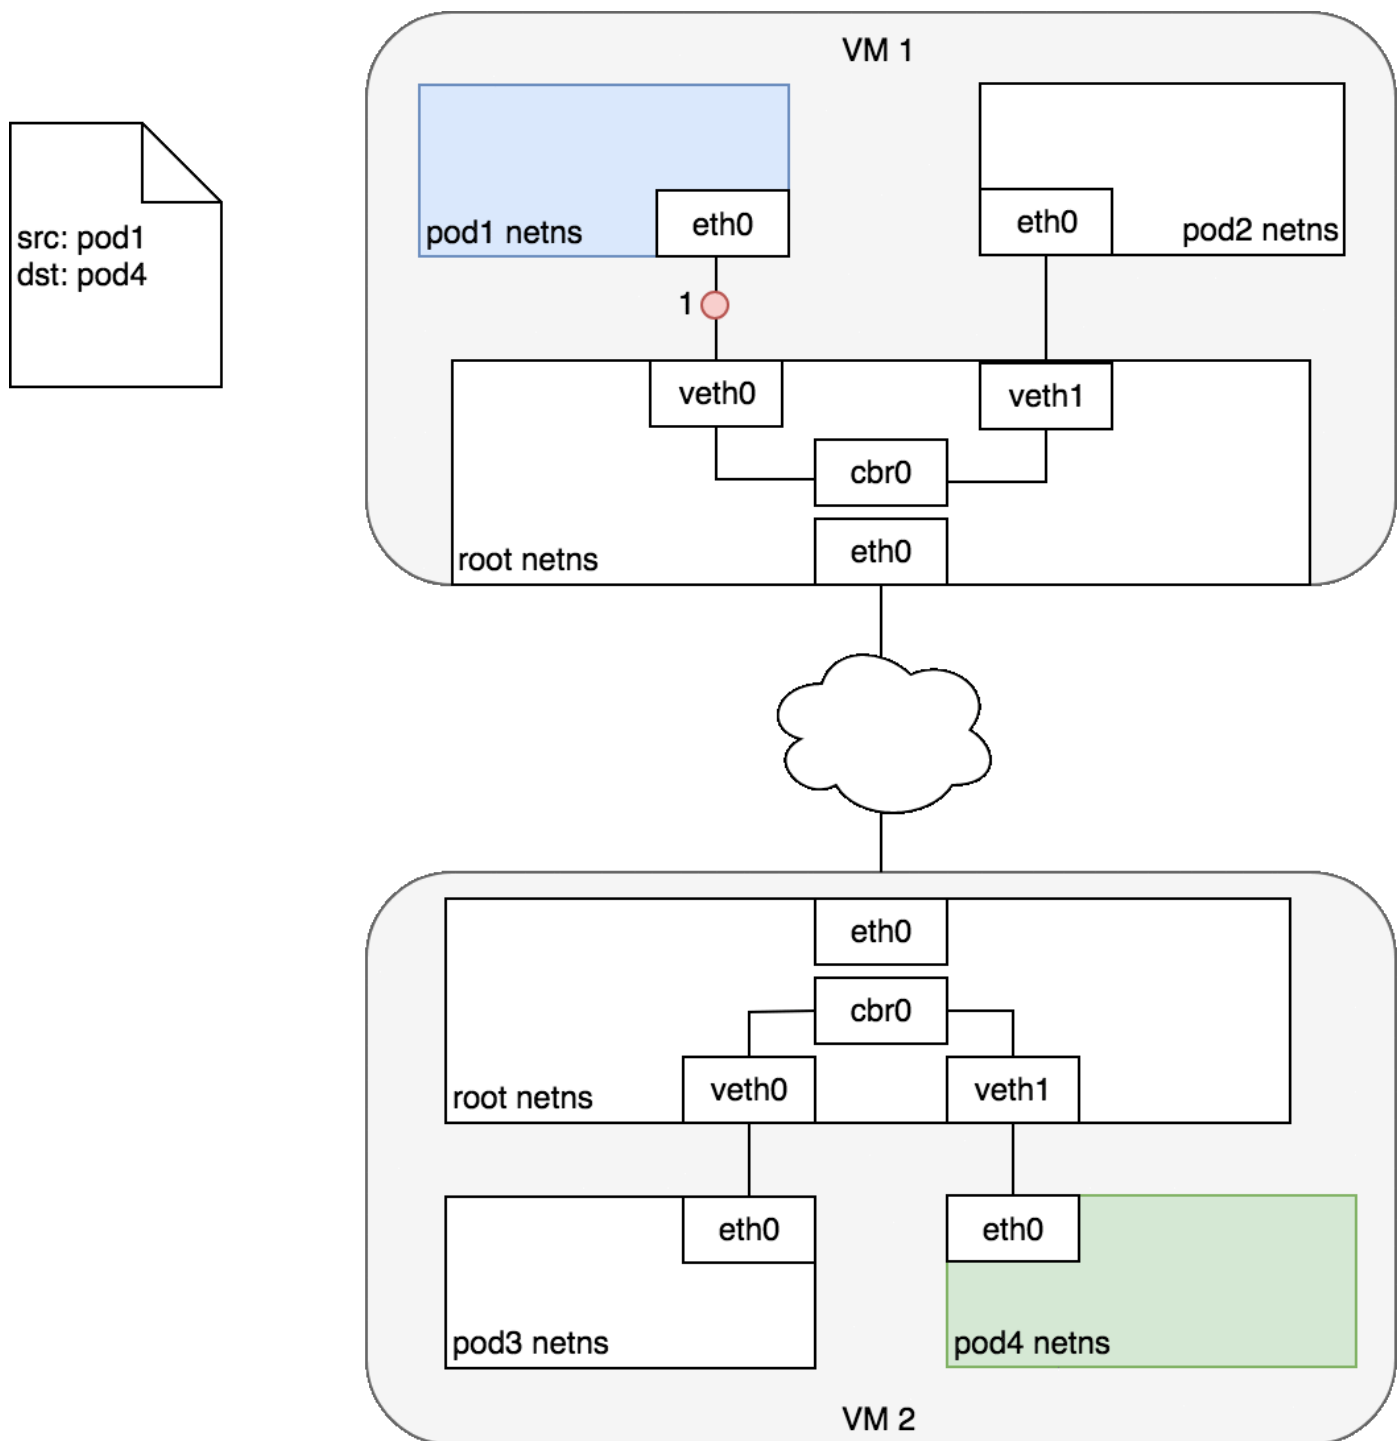 VM 1
src: pod1
dst: pod4
pod1 netns
eth0
eth0
pod2 netns
1
veth0
veth1
cbr0
root netns
eth0
eth0
cbr0
root netns
veth0
veth1
eth0
eth0
pod3 netns
pod4 netns
VM 2